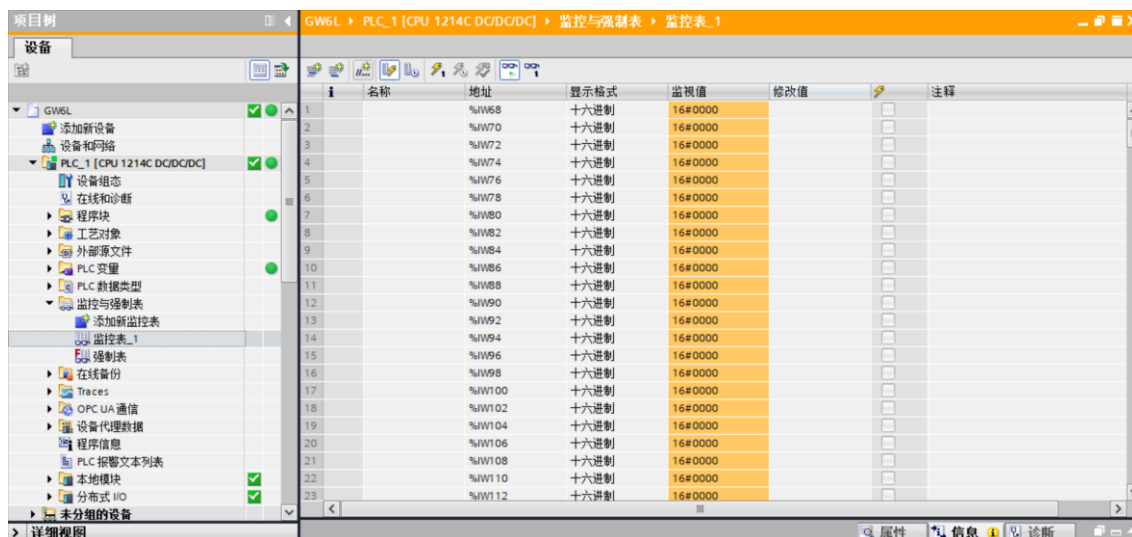 项目树
GW6L ▸ PLC_1 [CPU 1214C DC/DC/DC] ▸ 监控与强制表 ▸ 监控表_1
设备
i 名称 地址 显示格式 监视值 修改值 注释
GW6L
添加新设备
设备和网络
PLC_1 [CPU 1214C DC/DC/DC]
设备组态
在线和诊断
程序块
工艺对象
外部源文件
PLC 变量
PLC 数据类型
监控与强制表
添加新监控表
监控表_1
强制表
在线备份
Traces
OPC UA 通信
设备代理数据
程序信息
PLC 报警文本列表
本地模块
分布式 I/O
未分组的设备
详细视图
1 %IW68 十六进制 16#0000
2 %IW70 十六进制 16#0000
3 %IW72 十六进制 16#0000
4 %IW74 十六进制 16#0000
5 %IW76 十六进制 16#0000
6 %IW78 十六进制 16#0000
7 %IW80 十六进制 16#0000
8 %IW82 十六进制 16#0000
9 %IW84 十六进制 16#0000
10 %IW86 十六进制 16#0000
11 %IW88 十六进制 16#0000
12 %IW90 十六进制 16#0000
13 %IW92 十六进制 16#0000
14 %IW94 十六进制 16#0000
15 %IW96 十六进制 16#0000
16 %IW98 十六进制 16#0000
17 %IW100 十六进制 16#0000
18 %IW102 十六进制 16#0000
19 %IW104 十六进制 16#0000
20 %IW106 十六进制 16#0000
21 %IW108 十六进制 16#0000
22 %IW110 十六进制 16#0000
23 %IW112 十六进制 16#0000
属性 信息 诊断